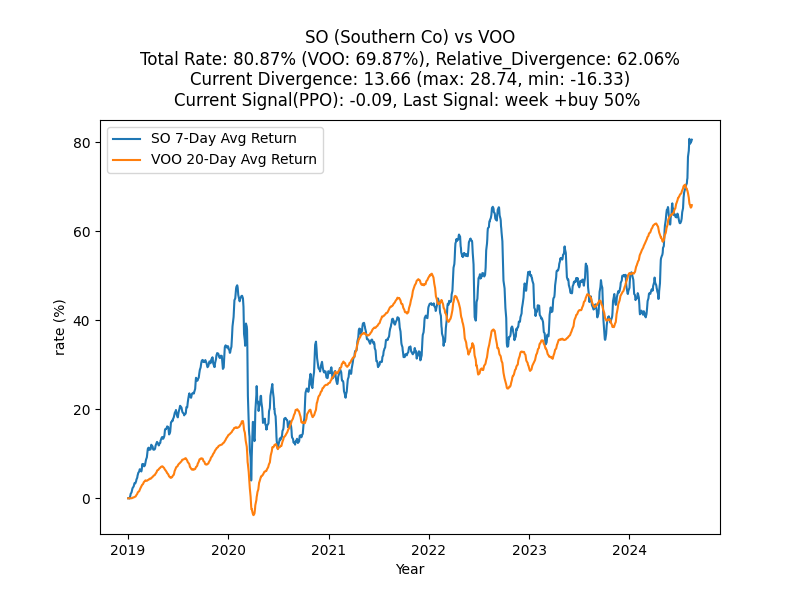 SO (Southern Co) vs VOO
Total Rate: 80.87% (VOO: 69.87%), Relative_Divergence: 62.06%
Current Divergence: 13.66 (max: 28.74, min: -16.33)
Current Signal(PPO): -0.09, Last Signal: week +buy 50%
SO 7-Day Avg Return
VOO 20-Day Avg Return
80
60
40
20
0
rate (%)
2019
2020
2021
2022
2023
2024
Year